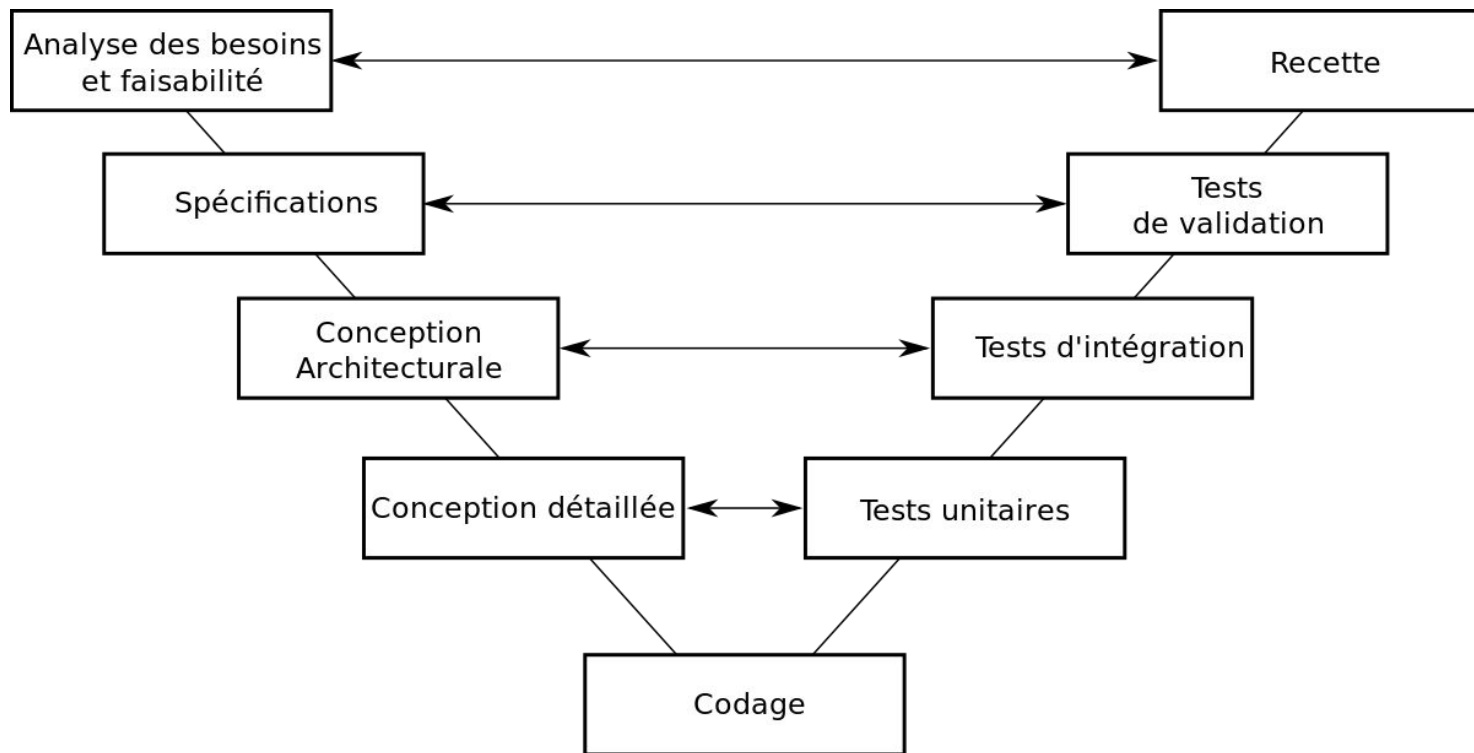 Analyse des besoins
et faisabilité
Recette
Spécifications
Tests
de validation
Conception
Architecturale
Tests d'intégration
Conception détaillée
Tests unitaires
Codage